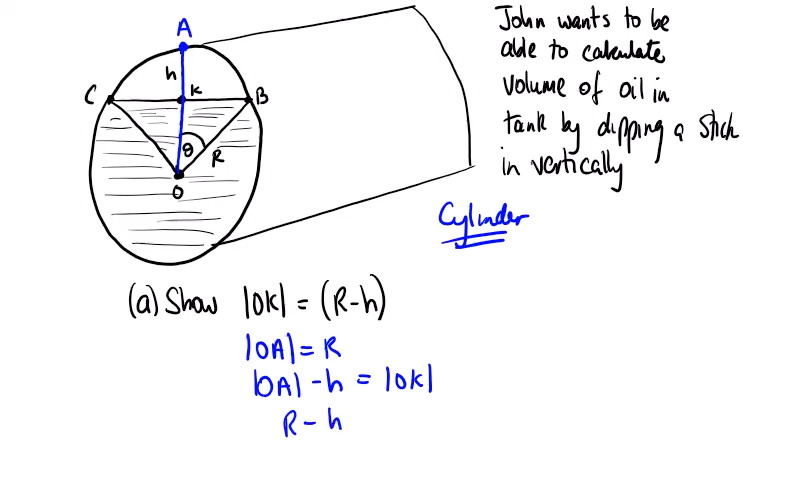 A
h
C
K
B
θ
R
O
John wants to be
able to calculate
volume of oil in
tank by dipping a stick
in vertically
Cylinder
(a) Show |OK| = (R-h)
|OA| = R
|OA| - h = |OK|
R - h